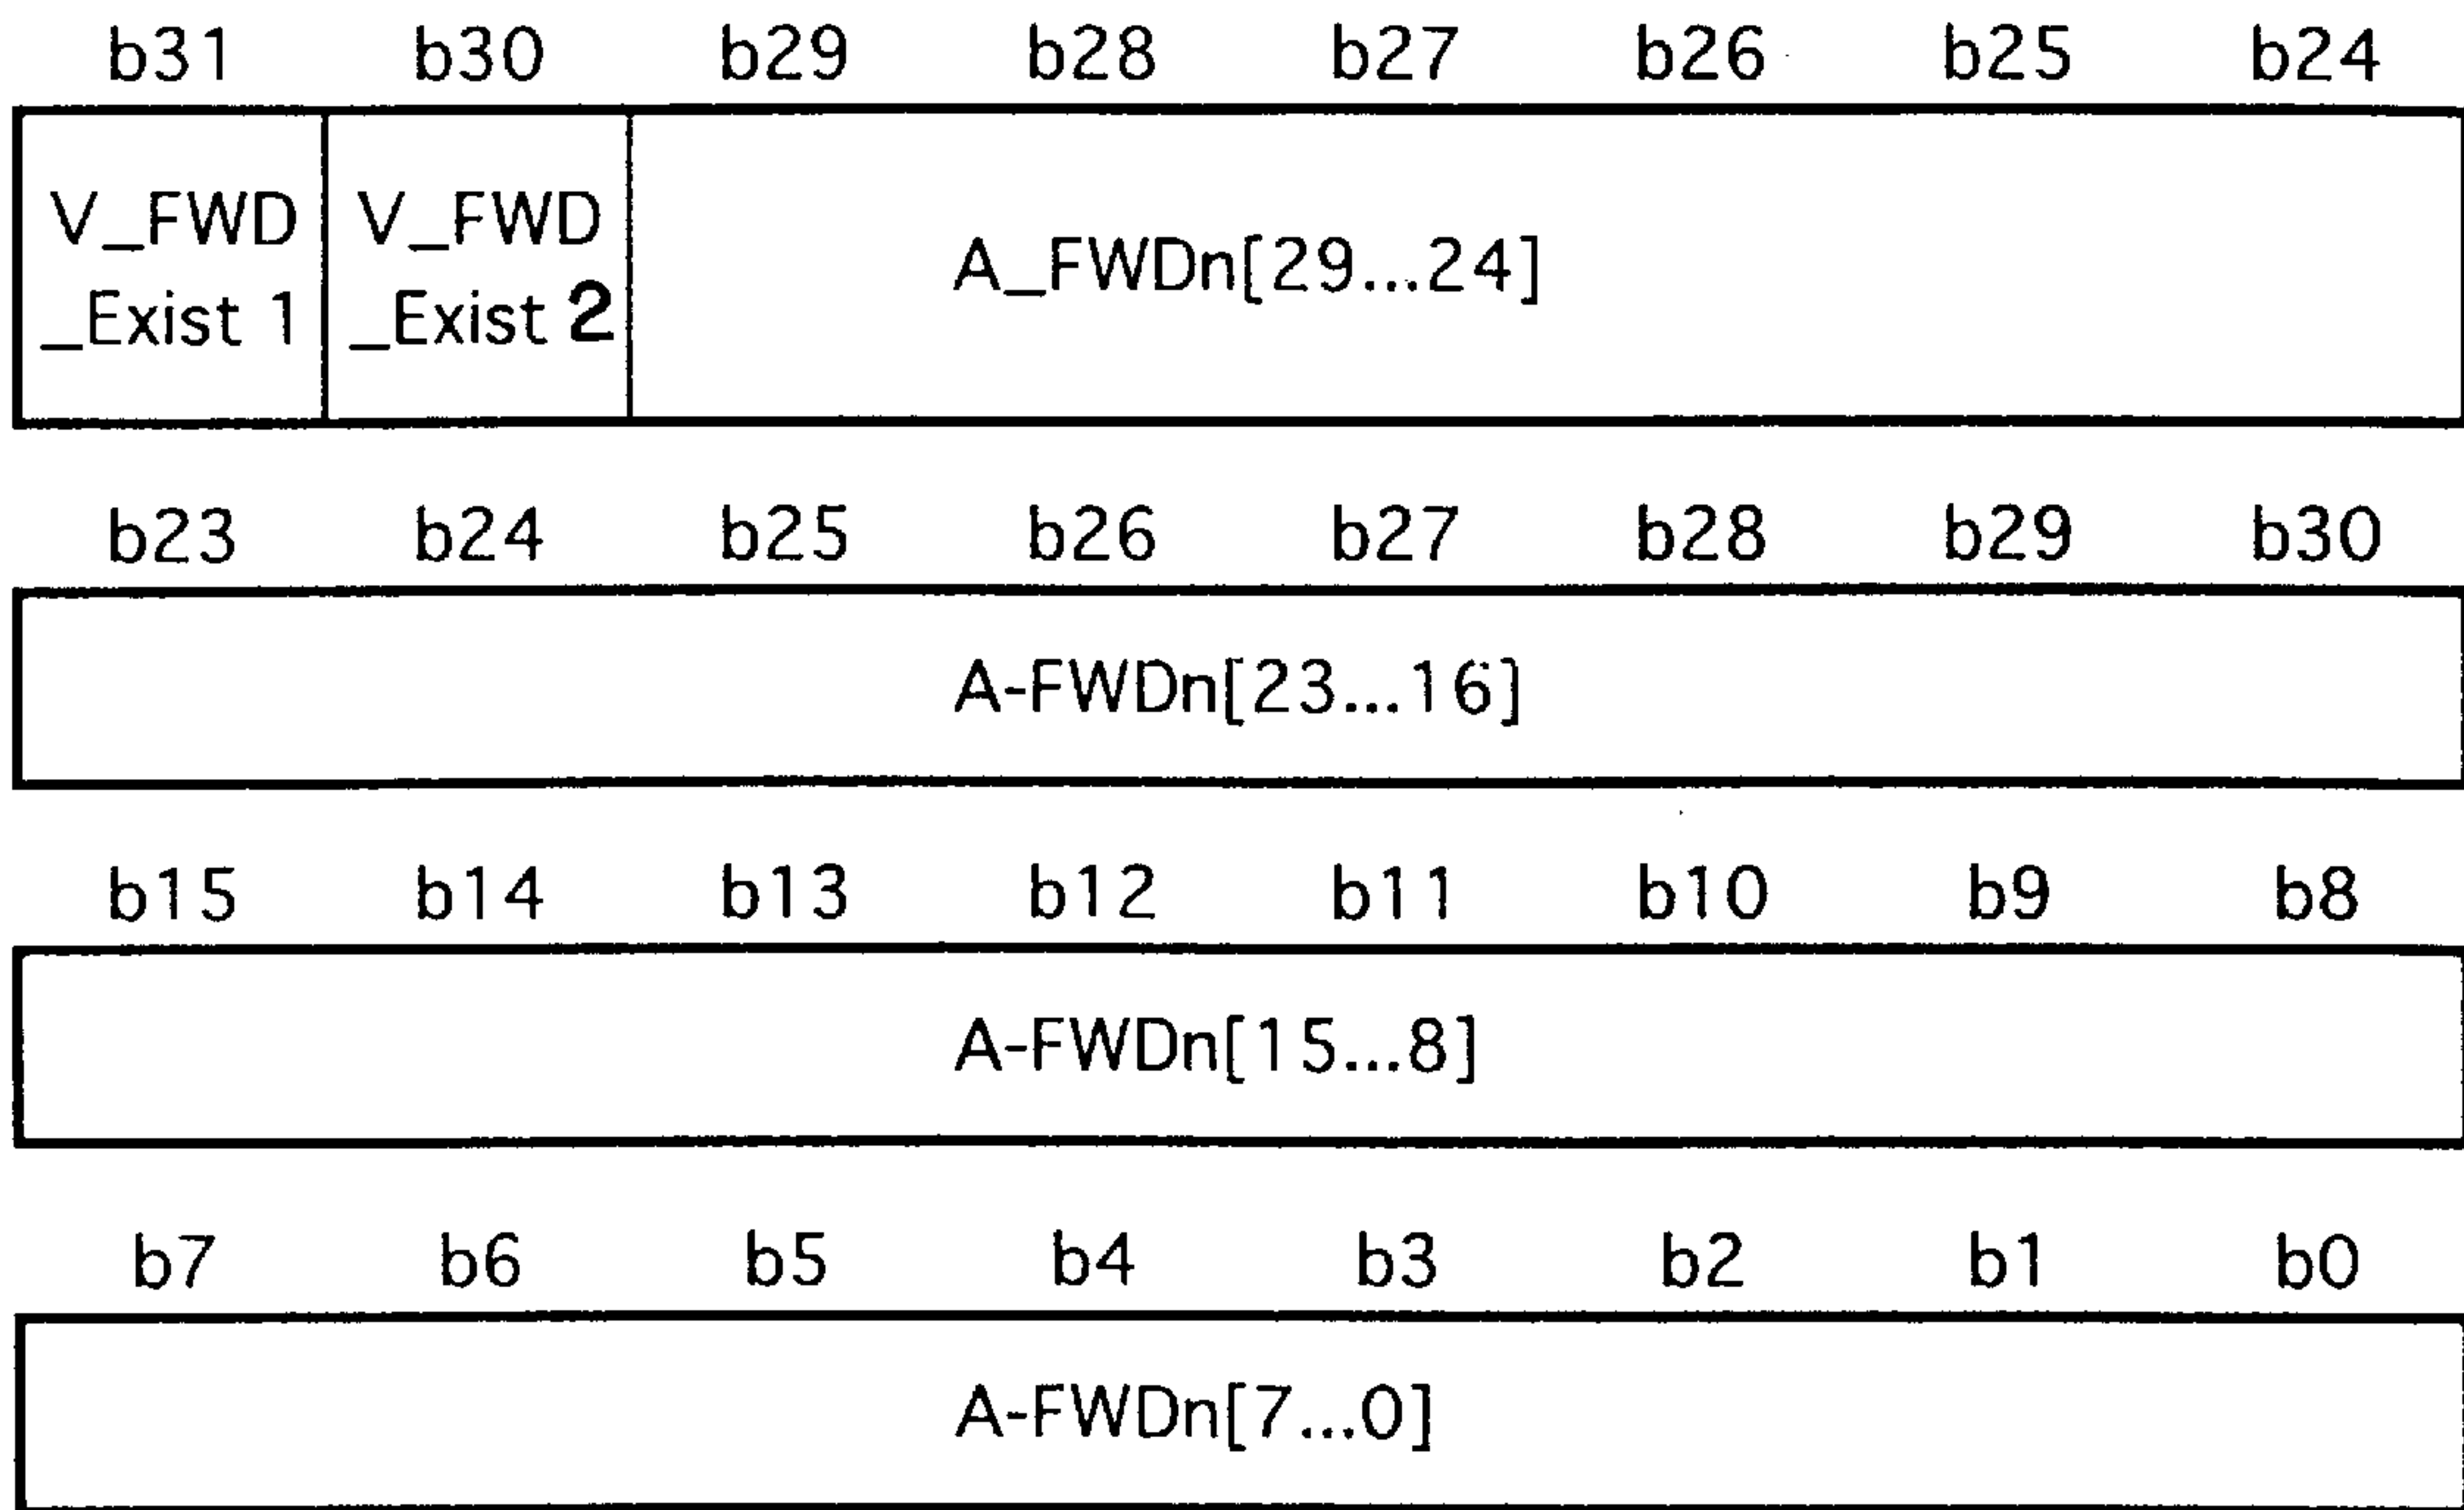 b31 b30 b29 b28 b27 b26 b25 b24
V_FWD V_FWD
A_FWDn[29...24]
_Exist 1 _Exist 2
b23 b24 b25 b26 b27 b28 b29 b30
A-FWDn[23...16]
b15 b14 b13 b12 b11 b10 b9 b8
A-FWDn[15...8]
b7 b6 b5 b4 b3 b2 b1 b0
A-FWDn[7...0]